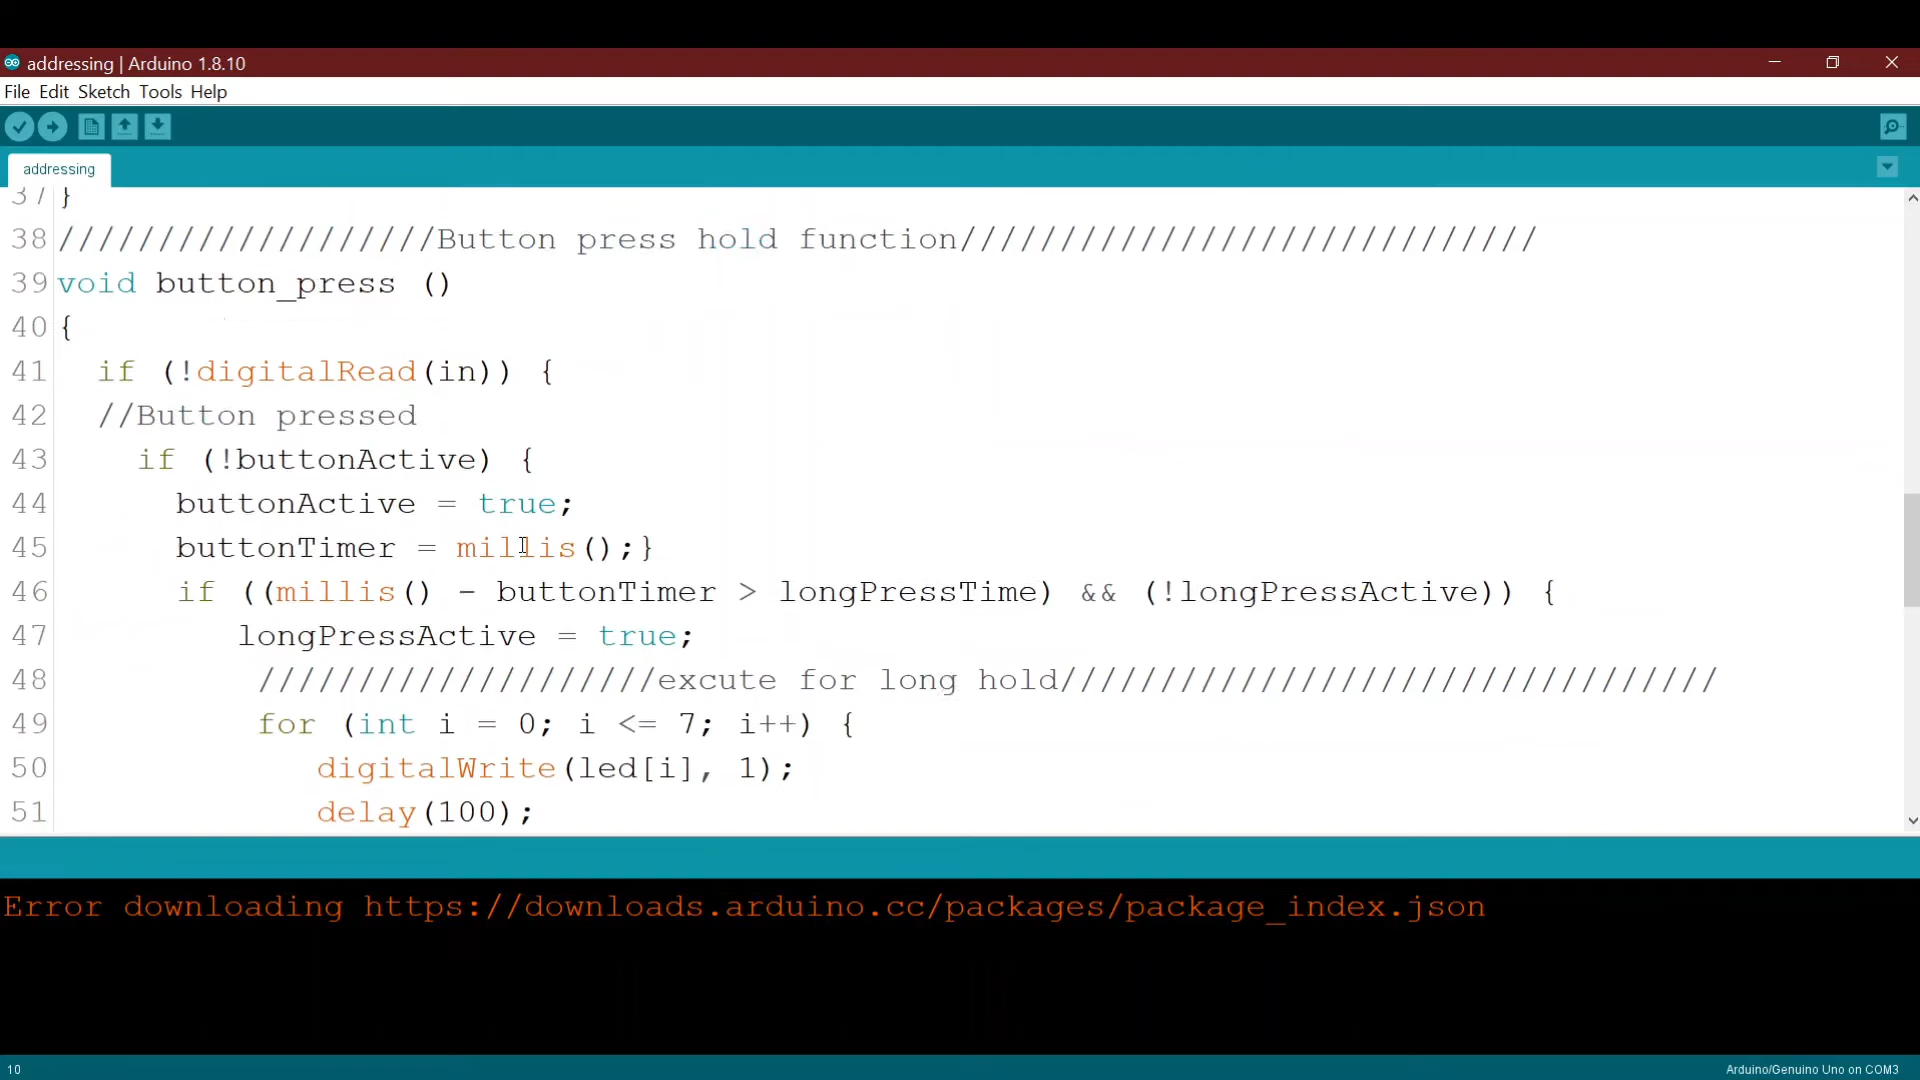 addressing | Arduino 1.8.10
File Edit Sketch Tools Help
addressing
37 }
38 ///////////////////Button press hold function/////////////////////////////
39 void button_press ()
40 {
41 if (!digitalRead(in)) {
42 //Button pressed
43 if (!buttonActive) {
44 buttonActive = true;
45 buttonTimer = millis();}
46 if ((millis() - buttonTimer > longPressTime) && (!longPressActive)) {
47 longPressActive = true;
48 ////////////////////excute for long hold/////////////////////////////////
49 for (int i = 0; i <= 7; i++) {
50 digitalWrite(led[i], 1);
51 delay(100);
Error downloading https://downloads.arduino.cc/packages/package_index.json
10
Arduino/Genuino Uno on COM3